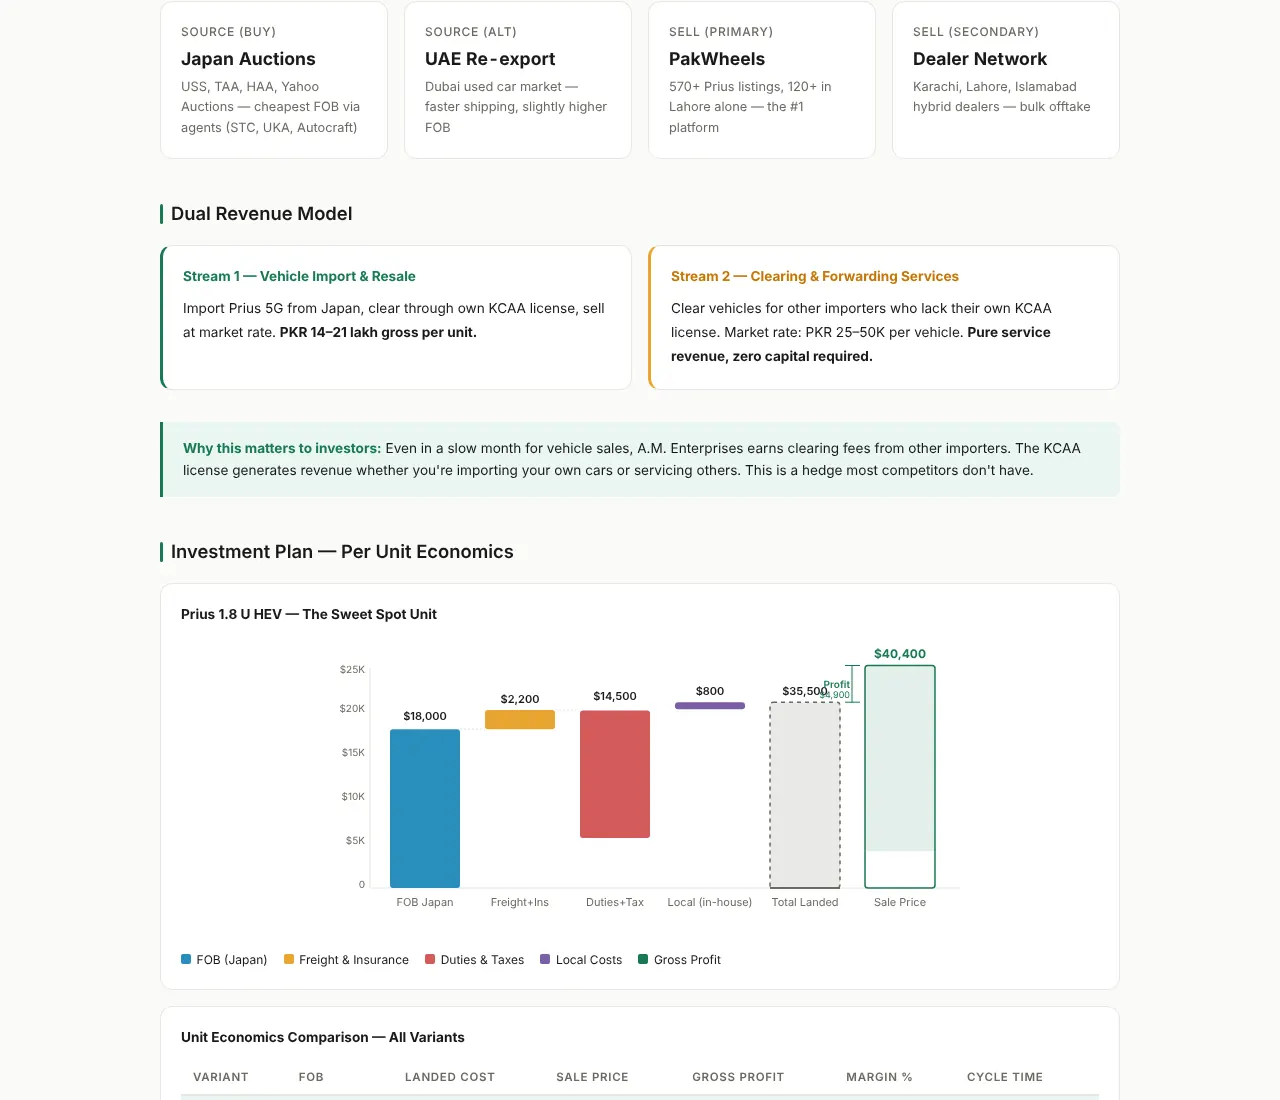 SOURCE (BUY)
Japan Auctions
USS, TAA, HAA, Yahoo
Auctions — cheapest FOB via
agents (STC, UKA, Autocraft)
SOURCE (ALT)
UAE Re-export
Dubai used car market —
faster shipping, slightly higher
FOB
SELL (PRIMARY)
PakWheels
570+ Prius listings, 120+ in
Lahore alone — the #1
platform
SELL (SECONDARY)
Dealer Network
Karachi, Lahore, Islamabad
hybrid dealers — bulk offtake
Dual Revenue Model
Stream 1 — Vehicle Import & Resale
Import Prius 5G from Japan, clear through own KCAA license, sell
at market rate. PKR 14–21 lakh gross per unit.
Stream 2 — Clearing & Forwarding Services
Clear vehicles for other importers who lack their own KCAA
license. Market rate: PKR 25–50K per vehicle. Pure service
revenue, zero capital required.
Why this matters to investors: Even in a slow month for vehicle sales, A.M. Enterprises earns clearing fees from other importers. The KCAA
license generates revenue whether you're importing your own cars or servicing others. This is a hedge most competitors don't have.
Investment Plan — Per Unit Economics
Prius 1.8 U HEV — The Sweet Spot Unit
$25K
$20K
$15K
$10K
$5K
0
$18,000
$2,200
$14,500
$800
$35,500
Profit
$4,900
$40,400
FOB Japan
Freight+Ins
Duties+Tax
Local (in-house)
Total Landed
Sale Price
FOB (Japan)
Freight & Insurance
Duties & Taxes
Local Costs
Gross Profit
Unit Economics Comparison — All Variants
VARIANT
FOB
LANDED COST
SALE PRICE
GROSS PROFIT
MARGIN %
CYCLE TIME